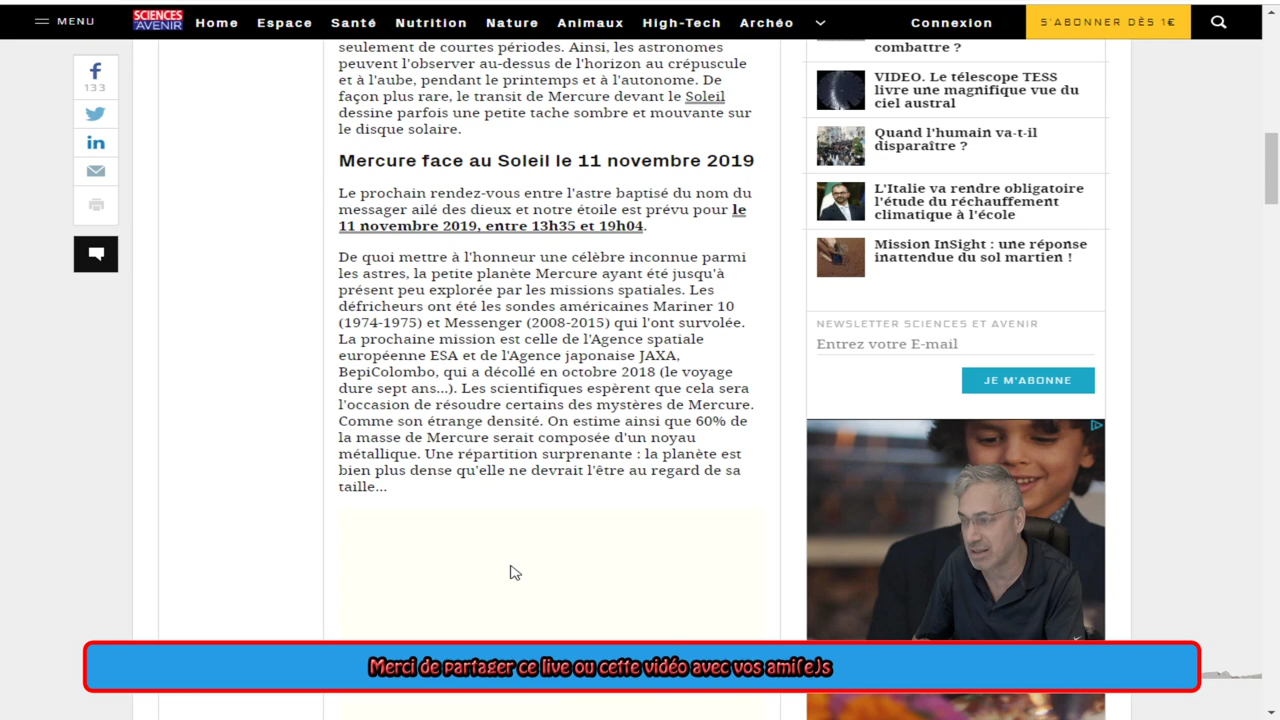 MENU
SCIENCES
AVENIR
Home
Espace
Santé
Nutrition
Nature
Animaux
High-Tech
Archéo
Connexion
S'ABONNER DÈS 1€
133
seulement de courtes périodes. Ainsi, les astronomes
peuvent l'observer au-dessus de l'horizon au crépuscule
et à l'aube, pendant le printemps et à l'autonome. De
façon plus rare, le transit de Mercure devant le Soleil
dessine parfois une petite tache sombre et mouvante sur
le disque solaire.
Mercure face au Soleil le 11 novembre 2019
Le prochain rendez-vous entre l'astre baptisé du nom du
messager ailé des dieux et notre étoile est prévu pour le
11 novembre 2019, entre 13h35 et 19h04.
De quoi mettre à l'honneur une célèbre inconnue parmi
les astres, la petite planète Mercure ayant été jusqu'à
présent peu explorée par les missions spatiales. Les
défricheurs ont été les sondes américaines Mariner 10
(1974-1975) et Messenger (2008-2015) qui l'ont survolée.
La prochaine mission est celle de l'Agence spatiale
européenne ESA et de l'Agence japonaise JAXA,
BepiColombo, qui a décollé en octobre 2018 (le voyage
dure sept ans...). Les scientifiques espèrent que cela sera
l'occasion de résoudre certains des mystères de Mercure.
Comme son étrange densité. On estime ainsi que 60% de
la masse de Mercure serait composée d'un noyau
métallique. Une répartition surprenante : la planète est
bien plus dense qu'elle ne devrait l'être au regard de sa
taille...
combattre ?
VIDEO. Le télescope TESS
livre une magnifique vue du
ciel austral
Quand l'humain va-t-il
disparaître ?
L'Italie va rendre obligatoire
l'étude du réchauffement
climatique à l'école
Mission InSight : une réponse
inattendue du sol martien !
NEWSLETTER SCIENCES ET AVENIR
Entrez votre E-mail
JE M'ABONNE
Merci de partager ce live ou cette vidéo avec vos ami(e)s